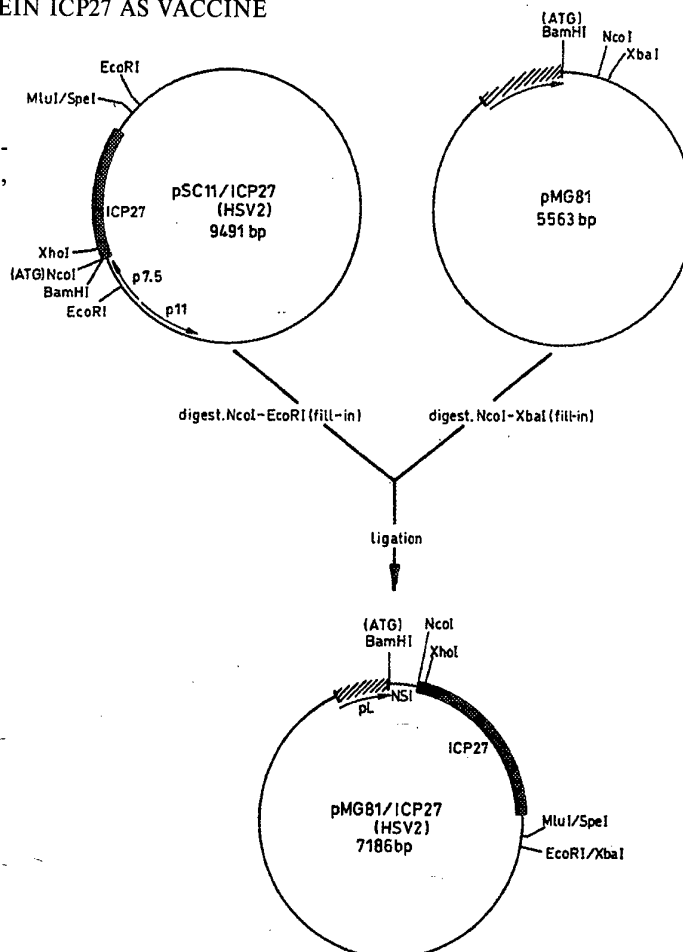 EIN ICP27 AS VACCINE
-
,
EcoRI
MluI/SpeI
ICP27
XhoI
(ATG)NcoI
BamHI
EcoRI
p7.5
p11
pSC11/ICP27
(HSV2)
9491 bp
(ATG)
BamHI
NcoI
XbaI
pMG81
5563 bp
digest.NcoI-EcoRI(fill-in)
digest.NcoI-XbaI(fill-in)
ligation
(ATG)
BamHI
NcoI
XhoI
NSI
pL
ICP27
pMG81/ICP27
(HSV2)
7186bp
MluI/SpeI
EcoRI/XbaI